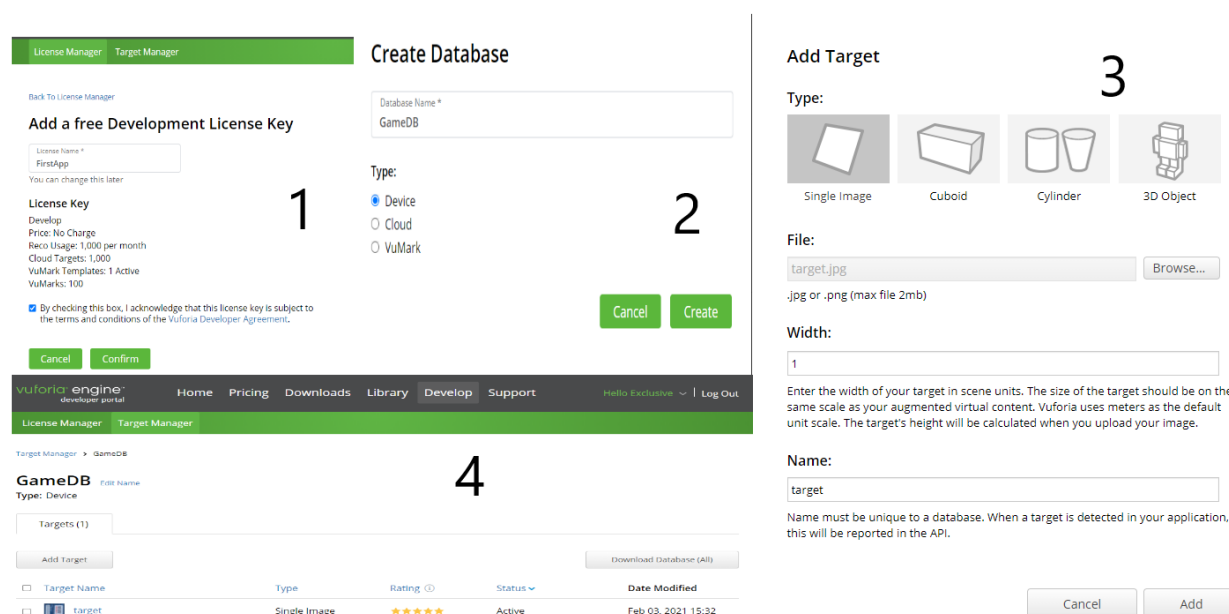 License Manager Target Manager
Back To License Manager
Add a free Development License Key
License Name *
FirstApp
You can change this later
License Key
Develop
Price: No Charge
Reco Usage: 1,000 per month
Cloud Targets: 1,000
VuMark Templates: 1 Active
VuMarks: 100
By checking this box, I acknowledge that this license key is subject to
the terms and conditions of the Vuforia Developer Agreement.
Cancel Confirm
1
Create Database
Database Name *
GameDB
Type:
Device
Cloud
VuMark
2
Cancel Create
Add Target
3
Type:
Single Image Cuboid Cylinder 3D Object
File:
target.jpg Browse...
.jpg or .png (max file 2mb)
Width:
1
Enter the width of your target in scene units. The size of the target should be on the
same scale as your augmented virtual content. Vuforia uses meters as the default
unit scale. The target's height will be calculated when you upload your image.
Name:
target
Name must be unique to a database. When a target is detected in your application,
this will be reported in the API.
Cancel Add
vuforia engine™
developer portal
Home Pricing Downloads Library Develop Support Hello Exclusive | Log Out
License Manager Target Manager
Target Manager > GameDB
GameDB Edit Name
Type: Device
4
Targets (1)
Add Target Download Database (All)
Target Name Type Rating Status Date Modified
target Single Image Active Feb 03, 2021 15:32